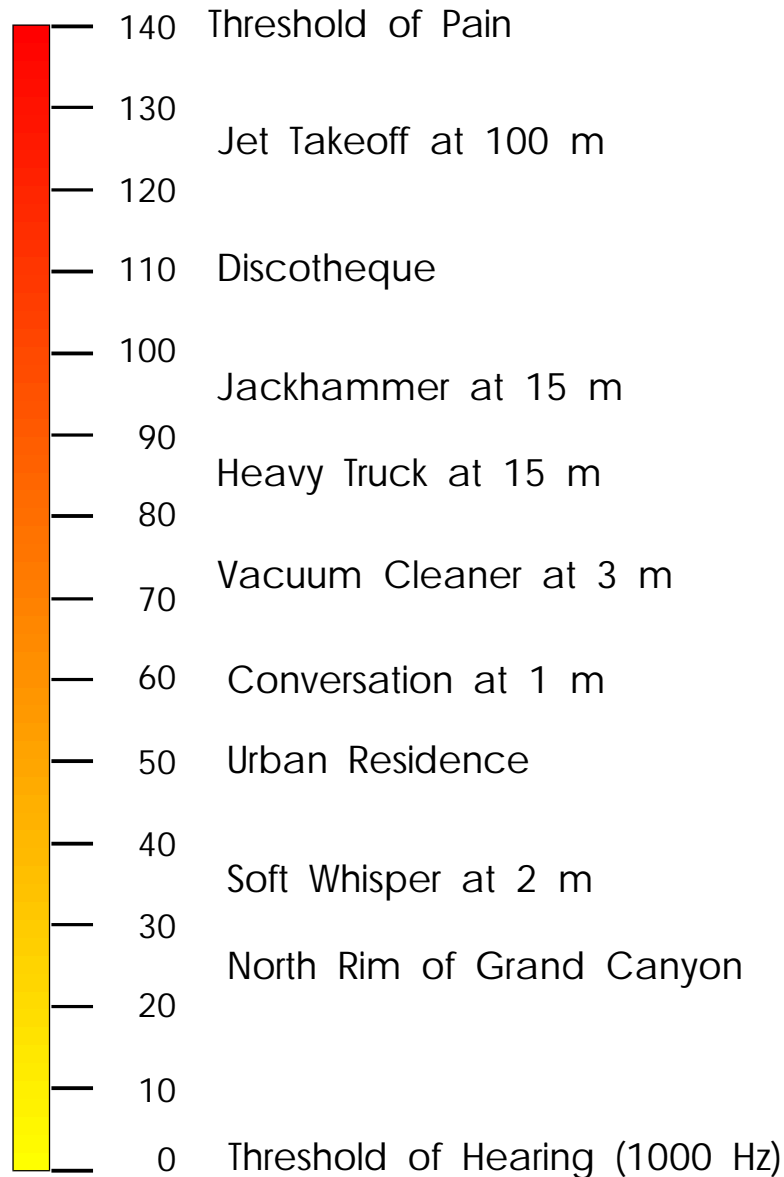 140 Threshold of Pain
130
Jet Takeoff at 100 m
120
110 Discotheque
100
Jackhammer at 15 m
90
Heavy Truck at 15 m
80
Vacuum Cleaner at 3 m
70
60 Conversation at 1 m
50 Urban Residence
40
Soft Whisper at 2 m
30
North Rim of Grand Canyon
20
10
0 Threshold of Hearing (1000 Hz)